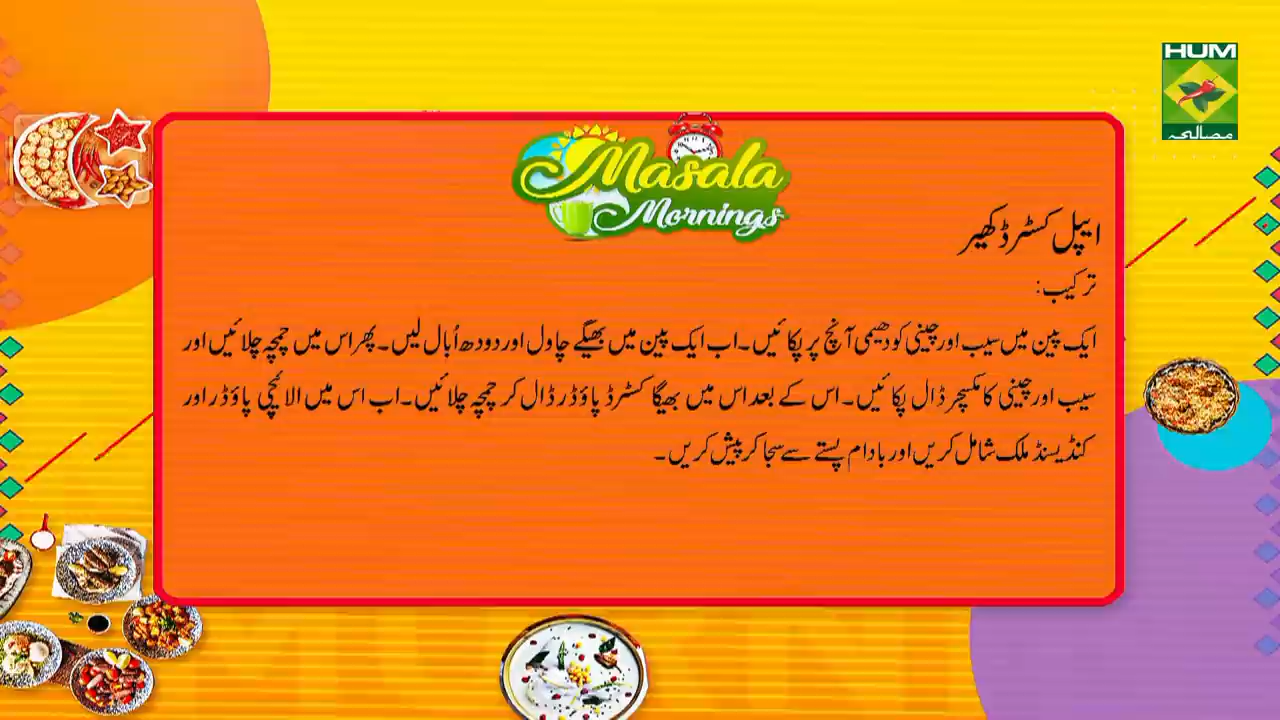 HUM
مصالحہ
Masala
Mornings
ایپل کسٹرڈ کھیر
ترکیب:
ایک پین میں سیب اور چینی کو دھیمی آنچ پر پکائیں۔ اب ایک پین میں بھیگے چاول اور دودھ اُبال لیں۔ پھر اس میں چمچہ چلائیں اور
سیب اور چینی کا مکسچر ڈال پکائیں۔ اس کے بعد اس میں بھیگا کسٹرڈ پاؤڈر ڈال کر چمچہ چلائیں۔ اب اس میں الائچی پاؤڈر اور
کنڈیسنڈ ملک شامل کریں اور بادام پستے سے سجا کر پیش کریں۔